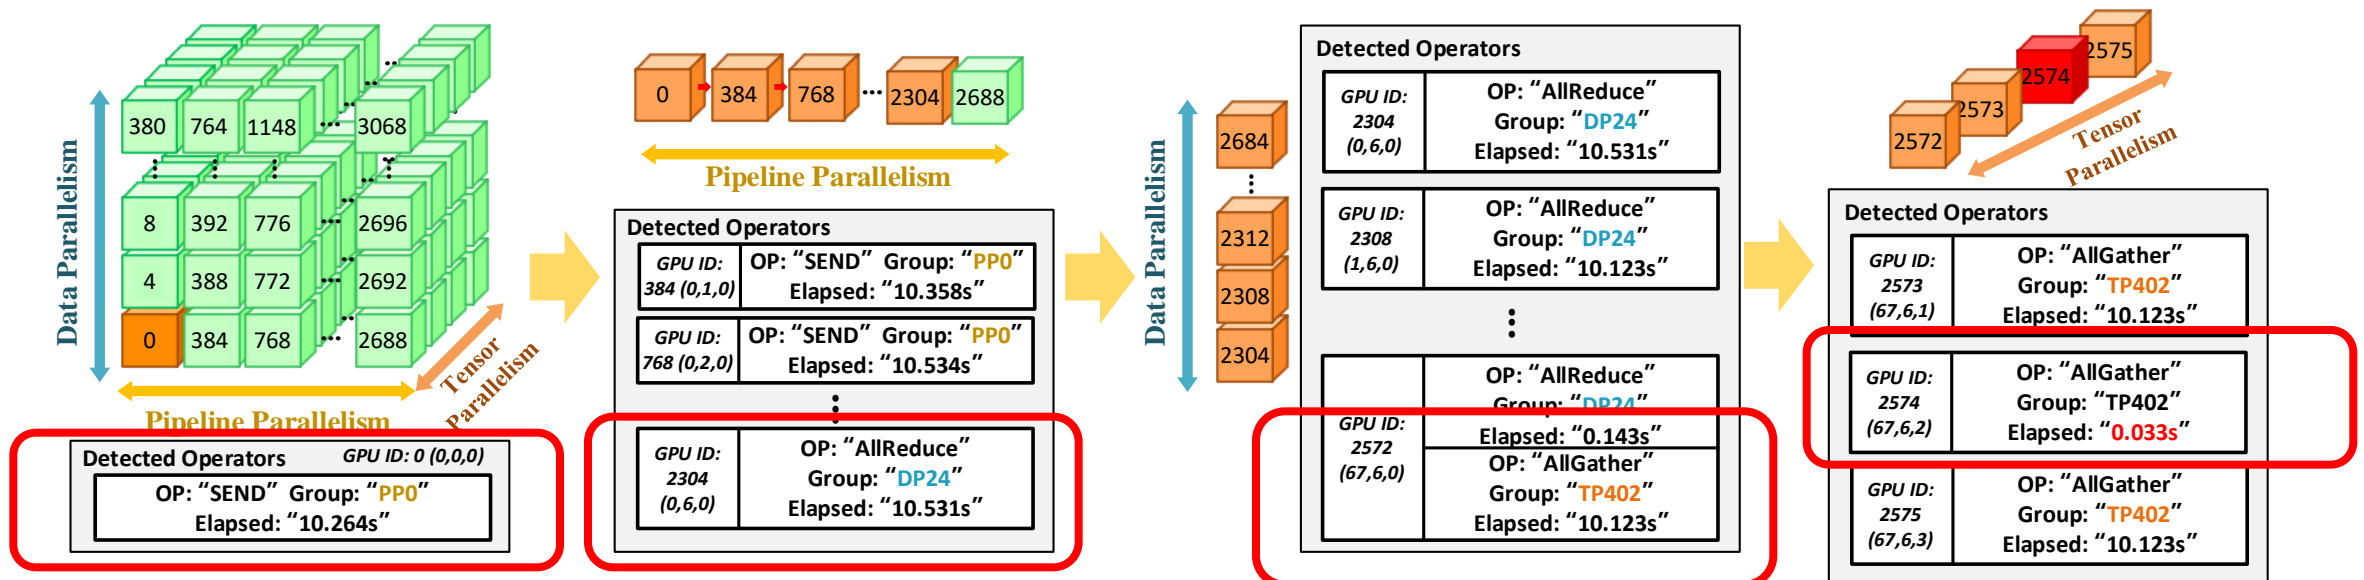 380 764 1148 3068
8 392 776 2696
4 388 772 2692
0 384 768 2688
Data Parallelism
Pipeline Parallelism
Tensor
Parallelism
Detected Operators GPU ID: 0 (0,0,0)
OP: “SEND” Group: “PP0”
Elapsed: “10.264s”
0 384 768 ... 2304 2688
Pipeline Parallelism
Detected Operators
GPU ID:
384 (0,1,0)
OP: “SEND” Group: “PP0”
Elapsed: “10.358s”
GPU ID:
768 (0,2,0)
OP: “SEND” Group: “PP0”
Elapsed: “10.534s”
GPU ID:
2304
(0,6,0)
OP: “AllReduce”
Group: “DP24”
Elapsed: “10.531s”
Data Parallelism
2684
2312
2308
2304
Detected Operators
GPU ID:
2304
(0,6,0)
OP: “AllReduce”
Group: “DP24”
Elapsed: “10.531s”
GPU ID:
2308
(1,6,0)
OP: “AllReduce”
Group: “DP24”
Elapsed: “10.123s”
GPU ID:
2572
(67,6,0)
OP: “AllReduce”
Group: “DP24”
Elapsed: “0.143s”
OP: “AllGather”
Group: “TP402”
Elapsed: “10.123s”
2575
2574
2573
2572
Tensor
Parallelism
Detected Operators
GPU ID:
2573
(67,6,1)
OP: “AllGather”
Group: “TP402”
Elapsed: “10.123s”
GPU ID:
2574
(67,6,2)
OP: “AllGather”
Group: “TP402”
Elapsed: “0.033s”
GPU ID:
2575
(67,6,3)
OP: “AllGather”
Group: “TP402”
Elapsed: “10.123s”